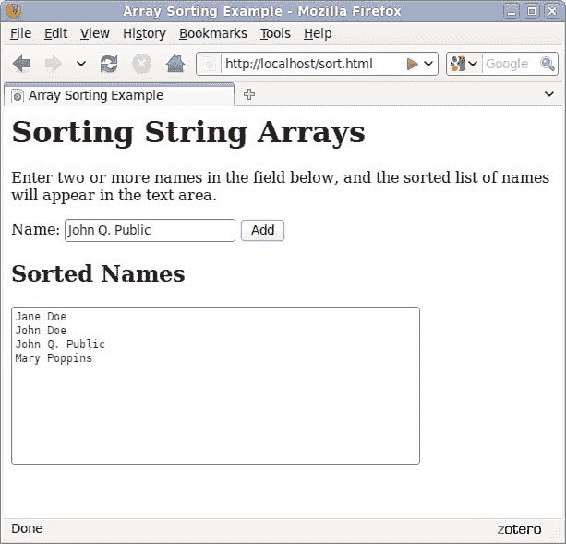 Array Sorting Example - Mozilla Firefox
File Edit View History Bookmarks Tools Help
http://localhost/sort.html Google
Array Sorting Example
Sorting String Arrays
Enter two or more names in the field below, and the sorted list of names
will appear in the text area.
Name: John Q. Public Add
Sorted Names
Jane Doe
John Doe
John Q. Public
Mary Poppins
Done zotero